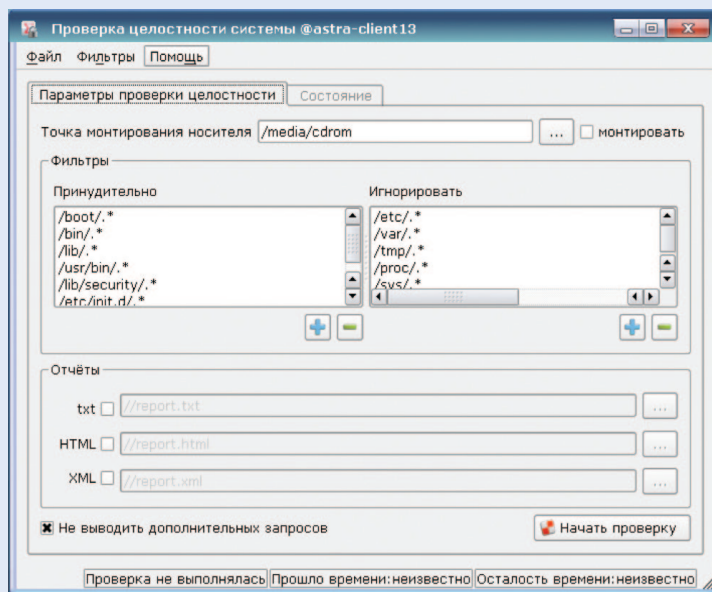 Проверка целостности системы @astra-client13
Файл Фильтры Помощь
Параметры проверки целостности Состояние
Точка монтирования носителя /media/cdrom ... монтировать
Фильтры
Принудительно Игнорировать
/boot/.* /etc/.*
/bin/.* /var/.*
/lib/.* /tmp/.*
/usr/bin/.* /proc/.*
/lib/security/.* /sys/.*
/etc/init.d/.*
Отчёты
txt //report.txt ...
HTML //report.html ...
XML //report.xml ...
Не выводить дополнительных запросов Начать проверку
Проверка не выполнялась Прошло времени:неизвестно Осталость времени:неизвестно